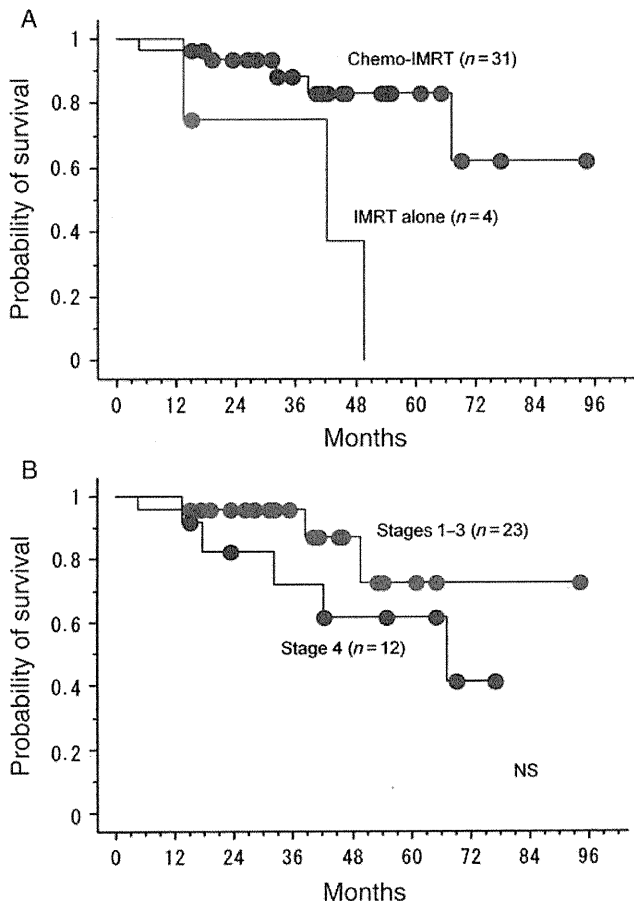 A
Probability of survival
1
0.8
0.6
0.4
0.2
0
Chemo-IMRT (n=31)
IMRT alone (n=4)
0 12 24 36 48 60 72 84 96
Months
B
Probability of survival
1
0.8
0.6
0.4
0.2
0
Stages 1–3 (n=23)
Stage 4 (n=12)
NS
0 12 24 36 48 60 72 84 96
Months